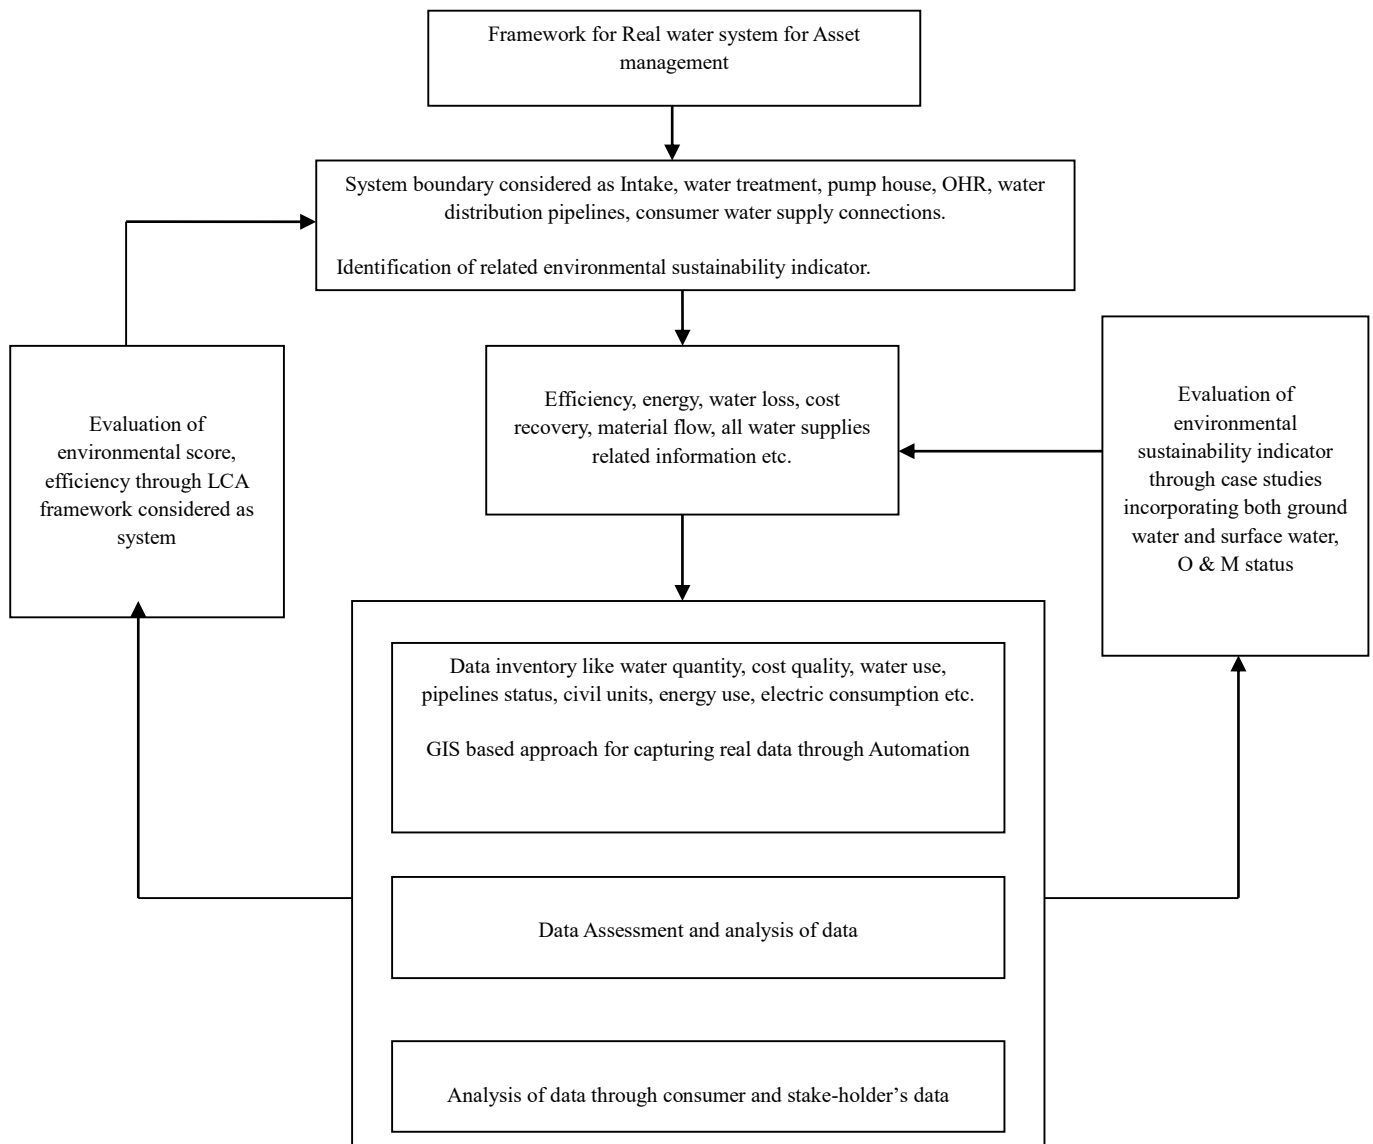 Framework for Real water system for Asset
management
System boundary considered as Intake, water treatment, pump house, OHR, water
distribution pipelines, consumer water supply connections.
Identification of related environmental sustainability indicator.
Evaluation of
environmental score,
efficiency through LCA
framework considered as
system
Efficiency, energy, water loss, cost
recovery, material flow, all water supplies
related information etc.
Evaluation of
environmental
sustainability indicator
through case studies
incorporating both ground
water and surface water,
O & M status
Data inventory like water quantity, cost quality, water use,
pipelines status, civil units, energy use, electric consumption etc.
GIS based approach for capturing real data through Automation
Data Assessment and analysis of data
Analysis of data through consumer and stake-holder’s data